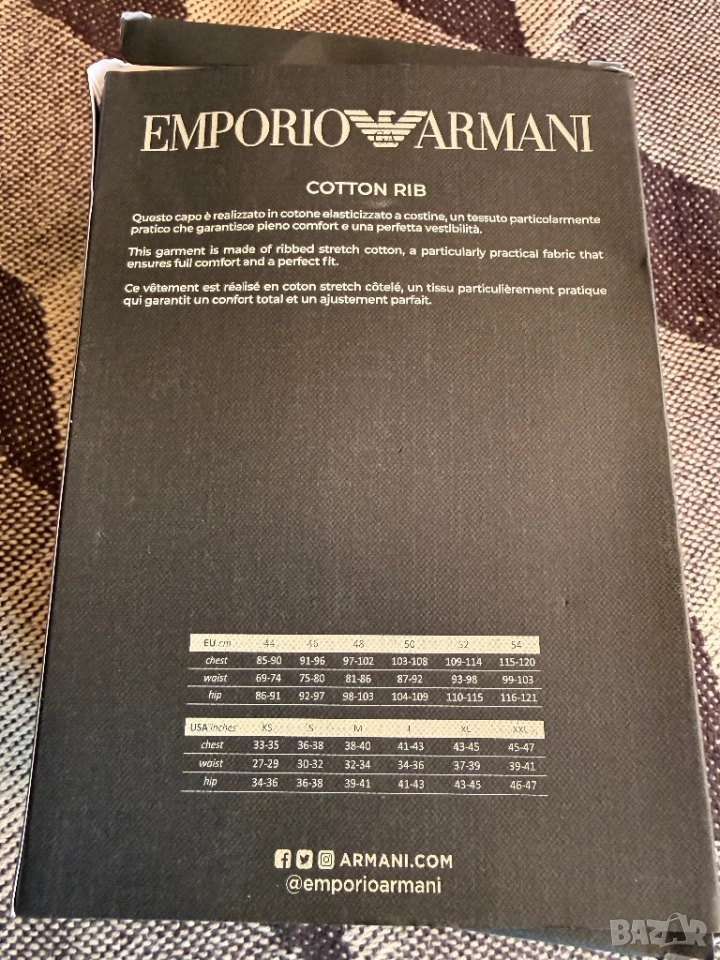 EMPORIO ARMANI
COTTON RIB
Questo capo è realizzato in cotone elasticizzato a costine, un tessuto particolarmente
pratico che garantisce pieno comfort e una perfetta vestibilità.
This garment is made of ribbed stretch cotton, a particularly practical fabric that
ensures full comfort and a perfect fit.
Ce vêtement est réalisé en coton stretch côtelé, un tissu particulièrement pratique
qui garantit un confort total et un ajustement parfait.
EU cm 44 46 48 50 52 54
chest 85-90 91-96 97-102 103-108 109-114 115-120
waist 69-74 75-80 81-86 87-92 93-98 99-103
hip 86-91 92-97 98-103 104-109 110-115 116-121
USA inches XS S M L XL XXL
chest 33-35 36-38 38-40 41-43 43-45 45-47
waist 27-29 30-32 32-34 34-36 37-39 39-41
hip 34-36 36-38 39-41 41-43 43-45 46-47
ARMANI.COM
@emporioarmani
BAZAR